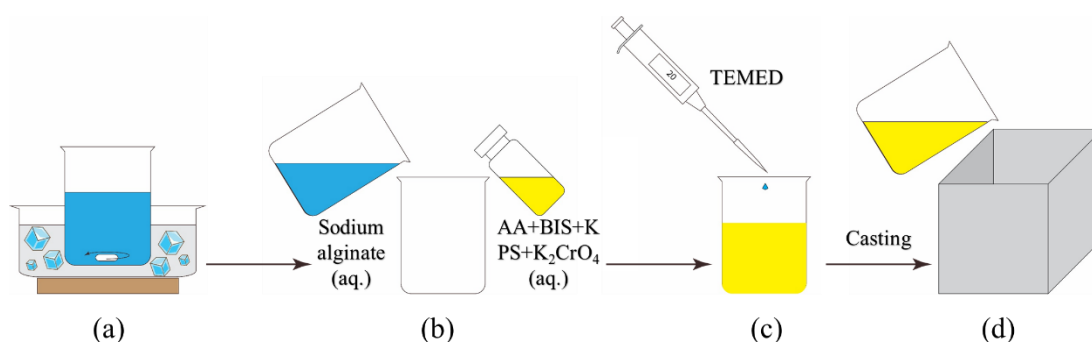 20
TEMED
Sodium
alginate
(aq.)
AA+BIS+K
PS+K₂CrO₄
(aq.)
Casting
(a)
(b)
(c)
(d)